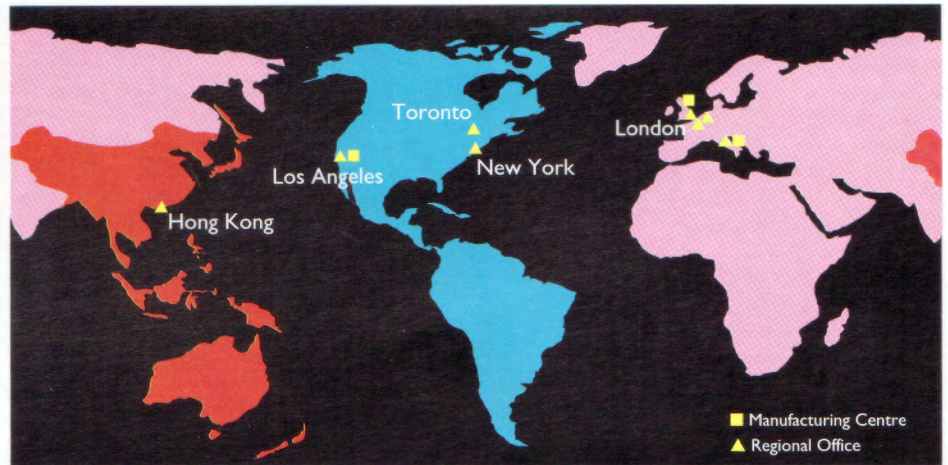 Toronto
London
New York
Los Angeles
Hong Kong
Manufacturing Centre
Regional Office